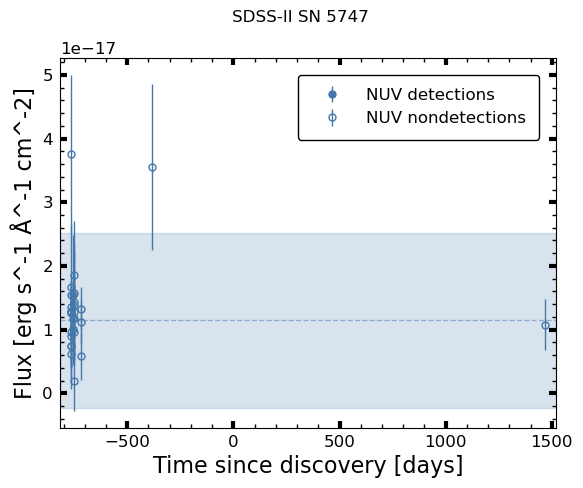 SDSS-II SN 5747
1e−17
NUV detections
NUV nondetections
5
4
3
2
1
0
Flux [erg s^-1 Å^-1 cm^-2]
−500 0 500 1000 1500
Time since discovery [days]